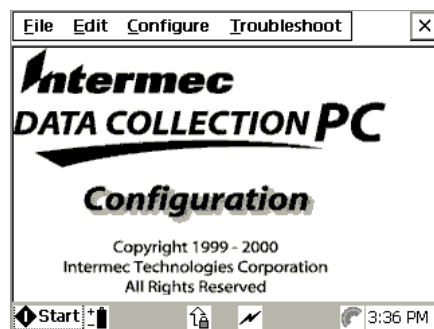 File Edit Configure Troubleshoot
Intermec
DATA COLLECTION PC
Configuration
Copyright 1999 - 2000
Intermec Technologies Corporation
All Rights Reserved
Start 3:36 PM